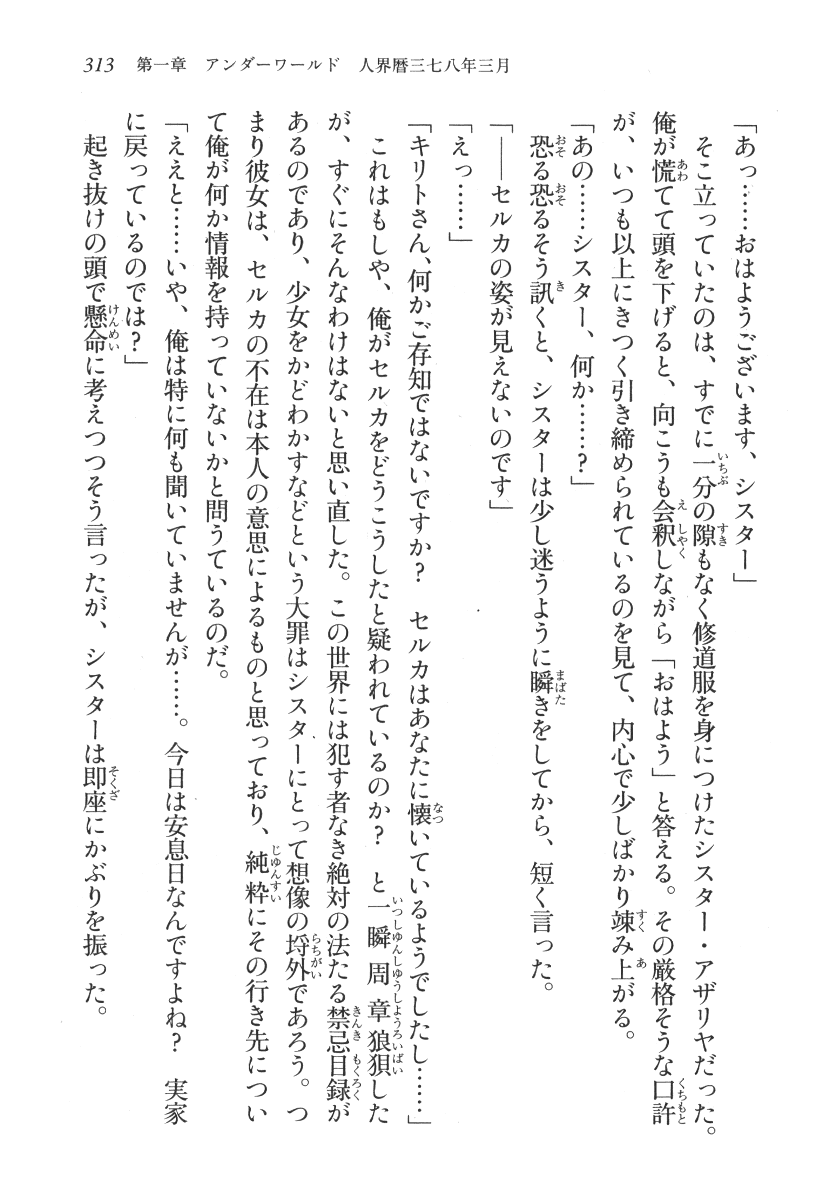 313　第一章　アンダーワールド　人界暦三七八年三月
「あっ……おはようございます、シスター」
　そこ立っていたのは、すでに一分の隙もなく修道服を身につけたシスター・アザリヤだった。
俺が慌てて頭を下げると、向こうも会釈しながら「おはよう」と答える。その厳格そうな口許
が、いつも以上にきつく引き締められているのを見て、内心で少しばかり竦み上がる。
「あの……シスター、何か……？」
　恐る恐るそう訊くと、シスターは少し迷うように瞬きをしてから、短く言った。
「――セルカの姿が見えないのです」
「えっ……」
「キリトさん、何かご存知ではないですか？　セルカはあなたに懐いているようでしたし……」
　これはもしや、俺がセルカをどうこうしたと疑われているのか？　と一瞬周章狼狽した
が、すぐにそんなわけはないと思い直した。この世界には犯す者なき絶対の法たる禁忌目録が
あるのであり、少女をかどわかすなどという大罪はシスターにとって想像の埒外であろう。つ
まり彼女は、セルカの不在は本人の意思によるものと思っており、純粋にその行き先につい
て俺が何か情報を持っていないかと問うているのだ。
「ええと……いや、俺は特に何も聞いていませんが……。今日は安息日なんですよね？　実家
に戻っているのでは？」
　起き抜けの頭で懸命に考えつつそう言ったが、シスターは即座にかぶりを振った。